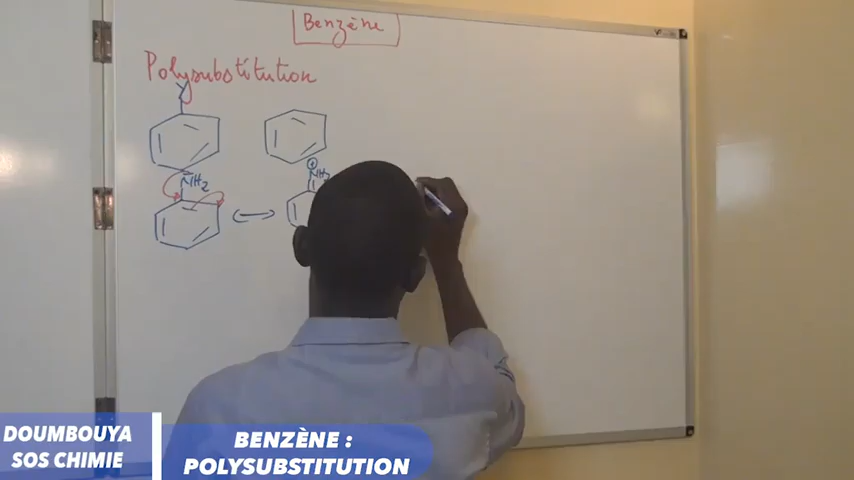 Benzène
Polysubstitution
Y
NH2
⊕
NH2
DOUMBOUYA
SOS CHIMIE
BENZÈNE :
POLYSUBSTITUTION